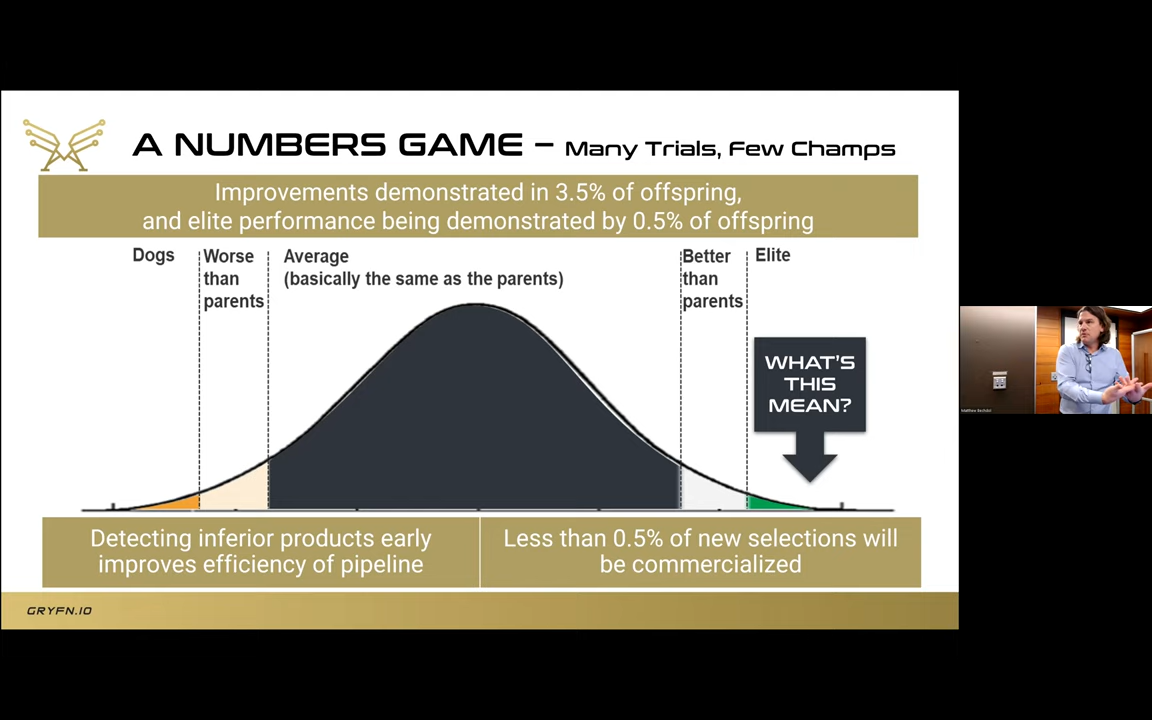 A NUMBERS GAME – Many Trials, Few Champs
Improvements demonstrated in 3.5% of offspring,
and elite performance being demonstrated by 0.5% of offspring
Dogs
Worse
than
parents
Average
(basically the same as the parents)
Better
than
parents
Elite
WHAT'S
THIS
MEAN?
Detecting inferior products early
improves efficiency of pipeline
Less than 0.5% of new selections will
be commercialized
GRYFN.IO